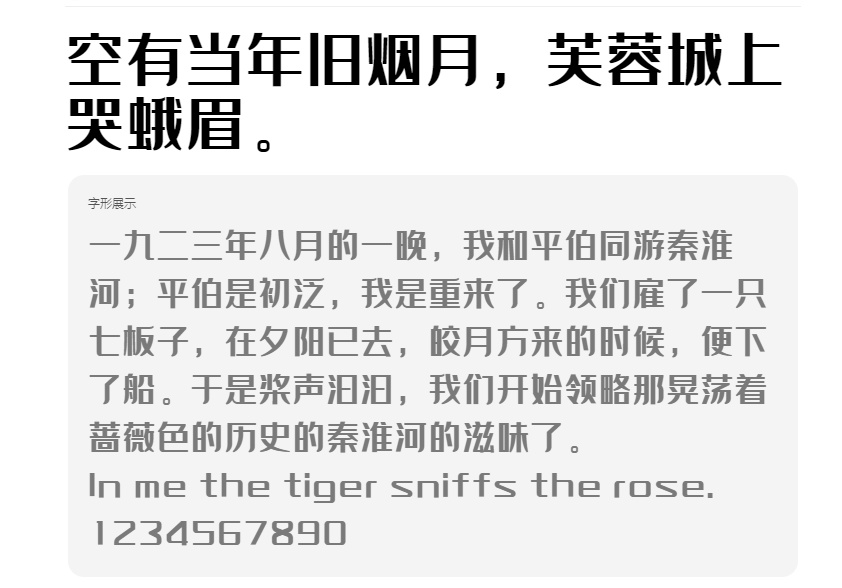 空有当年旧烟月，芙蓉城上
哭蛾眉。
字形展示
一九二三年八月的一晚，我和平伯同游秦淮
河；平伯是初泛，我是重来了。我们雇了一只
七板子，在夕阳已去，皎月方来的时候，便下
了船。于是桨声汩汩，我们开始领略那晃荡着
蔷薇色的历史的秦淮河的滋味了。
In me the tiger sniffs the rose.
1234567890